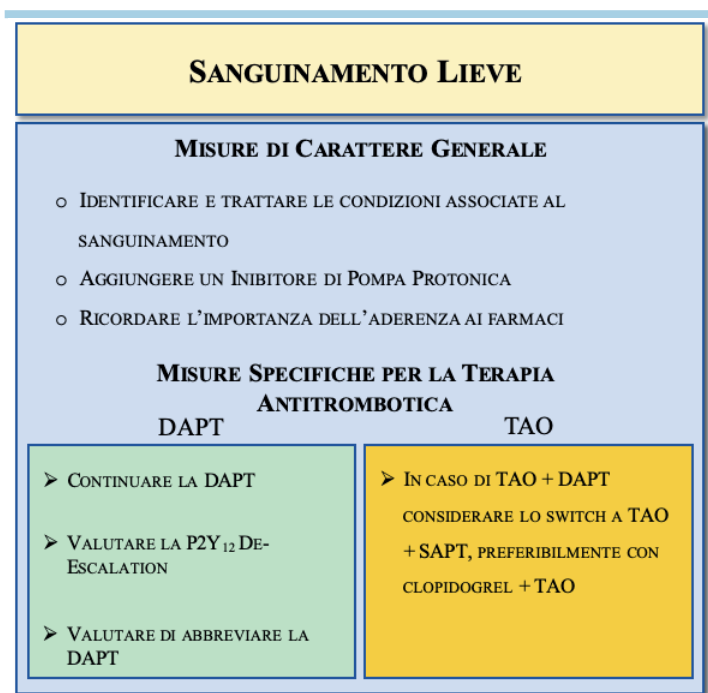 SANGUINAMENTO LIEVE
MISURE DI CARATTERE GENERALE
o IDENTIFICARE E TRATTARE LE CONDIZIONI ASSOCIATE AL
SANGUINAMENTO
o AGGIUNGERE UN INIBITORE DI POMPA PROTONICA
o RICORDARE L'IMPORTANZA DELL'ADERENZA AI FARMACI
MISURE SPECIFICHE PER LA TERAPIA
ANTITROMBOTICA
DAPT
➢ CONTINUARE LA DAPT
➢ VALUTARE LA P2Y₁₂ DE-
ESCALATION
➢ VALUTARE DI ABBREVIARE LA
DAPT
TAO
➢ IN CASO DI TAO + DAPT
CONSIDERARE LO SWITCH A TAO
+ SAPT, PREFERIBILMENTE CON
CLOPIDOGREL + TAO